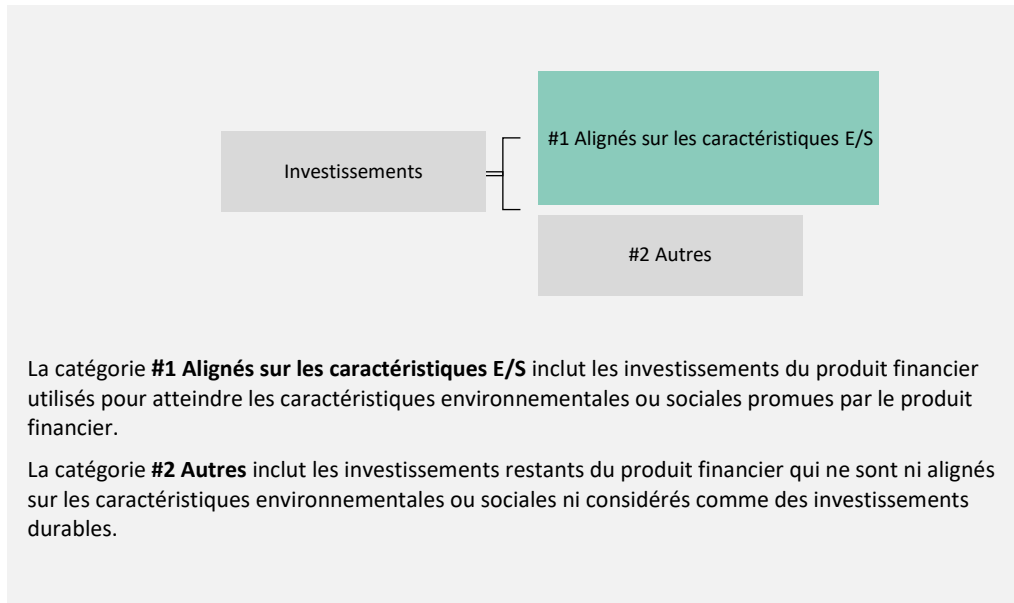 #1 Alignés sur les caractéristiques E/S
Investissements
#2 Autres
La catégorie #1 Alignés sur les caractéristiques E/S inclut les investissements du produit financier
utilisés pour atteindre les caractéristiques environnementales ou sociales promues par le produit
financier.
La catégorie #2 Autres inclut les investissements restants du produit financier qui ne sont ni alignés
sur les caractéristiques environnementales ou sociales ni considérés comme des investissements
durables.